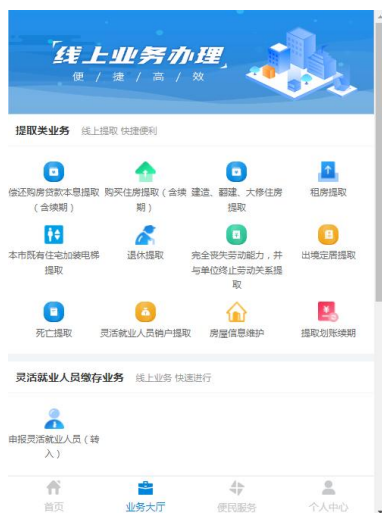 线上业务办理
便 / 捷 / 高 / 效
提取类业务 线上提取 快捷便利
偿还购房贷款本息提取（含续期）
购买住房提取（含续期）
建造、翻建、大修住房提取
租房提取
本市既有住宅加装电梯提取
退休提取
完全丧失劳动能力，并与单位终止劳动关系提取
出境定居提取
死亡提取
灵活就业人员销户提取
房屋信息维护
提取划账续期
灵活就业人员缴存业务 线上业务 快速进行
申报灵活就业人员（转入）
首页
业务大厅
便民服务
个人中心